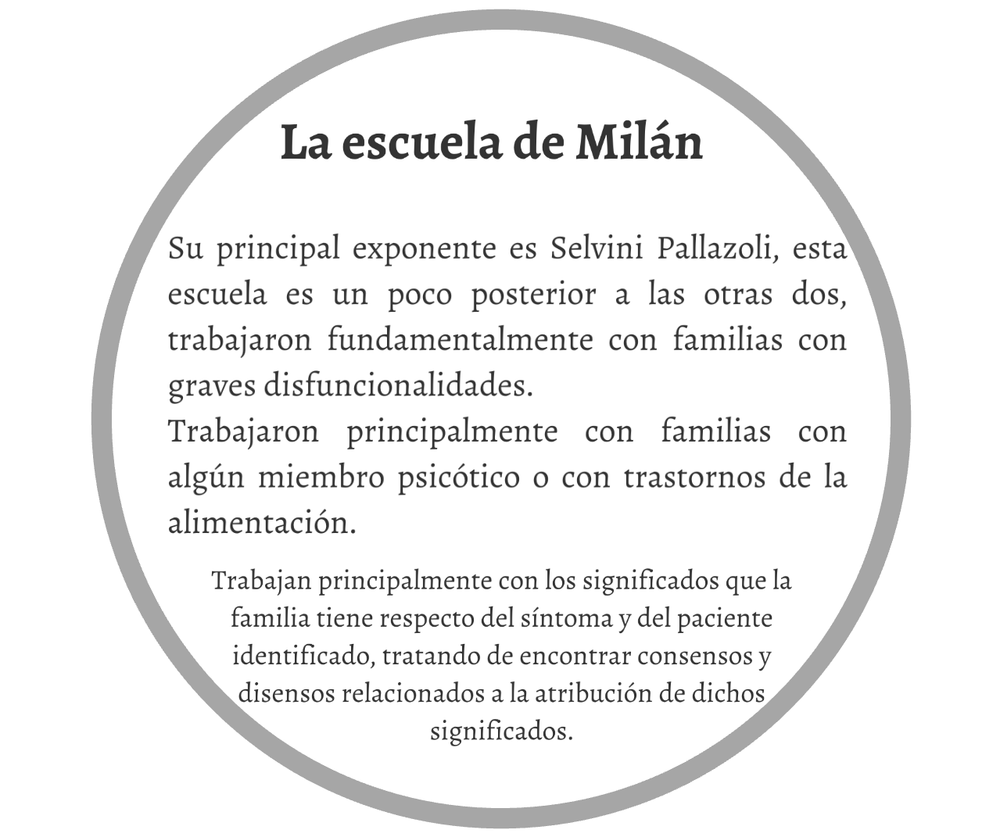 La escuela de Milán
Su principal exponente es Selvini Pallazoli, esta
escuela es un poco posterior a las otras dos,
trabajaron fundamentalmente con familias con
graves disfuncionalidades.
Trabajaron principalmente con familias con
algún miembro psicótico o con trastornos de la
alimentación.
Trabajan principalmente con los significados que la
familia tiene respecto del síntoma y del paciente
identificado, tratando de encontrar consensos y
disensos relacionados a la atribución de dichos
significados.